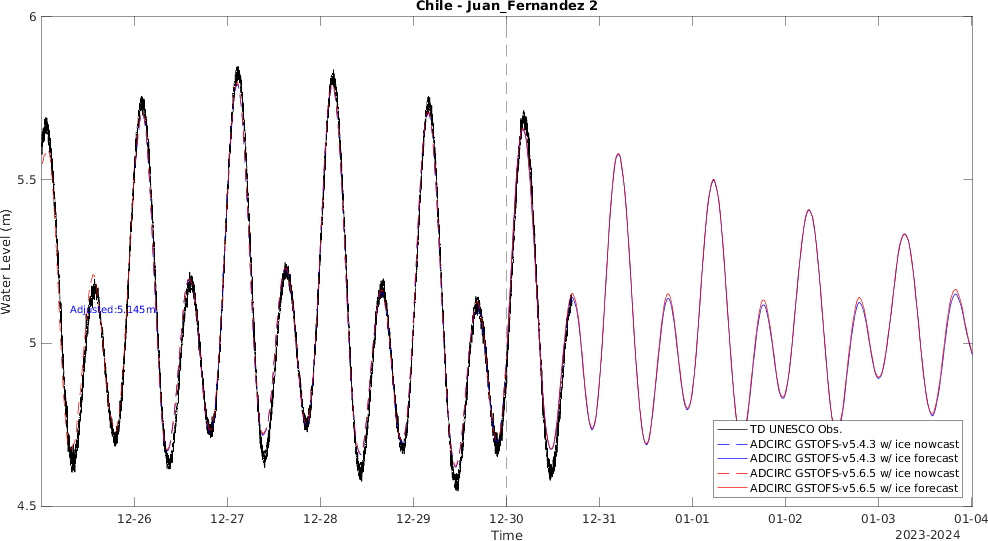 Chile - Juan_Fernandez 2
6
5.5
5
4.5
Water Level (m)
Adjusted:5.145m
TD UNESCO Obs.
ADCIRC GSTOFS-v5.4.3 w/ ice nowcast
ADCIRC GSTOFS-v5.4.3 w/ ice forecast
ADCIRC GSTOFS-v5.6.5 w/ ice nowcast
ADCIRC GSTOFS-v5.6.5 w/ ice forecast
12-26 12-27 12-28 12-29 12-30 12-31 01-01 01-02 01-03 01-04
Time
2023-2024